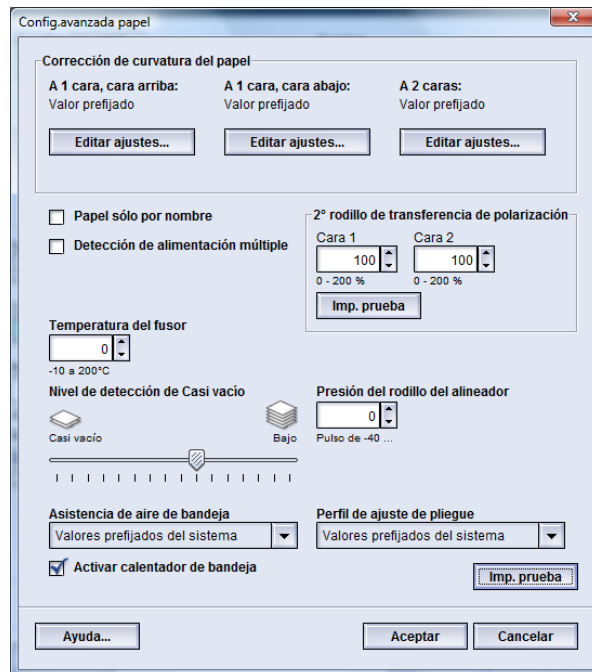 Config.avanzada papel
Corrección de curvatura del papel
A 1 cara, cara arriba:
A 1 cara, cara abajo:
A 2 caras:
Valor prefijado
Valor prefijado
Valor prefijado
Editar ajustes...
Editar ajustes...
Editar ajustes...
Papel sólo por nombre
Detección de alimentación múltiple
2º rodillo de transferencia de polarización
Cara 1
Cara 2
100
100
0 - 200 %
0 - 200 %
Imp. prueba
Temperatura del fusor
0
-10 a 200°C
Nivel de detección de Casi vacío
Casi vacío
Bajo
Presión del rodillo del alineador
0
Pulso de -40 ...
Asistencia de aire de bandeja
Valores prefijados del sistema
Perfil de ajuste de pliegue
Valores prefijados del sistema
Activar calentador de bandeja
Imp. prueba
Ayuda...
Aceptar
Cancelar